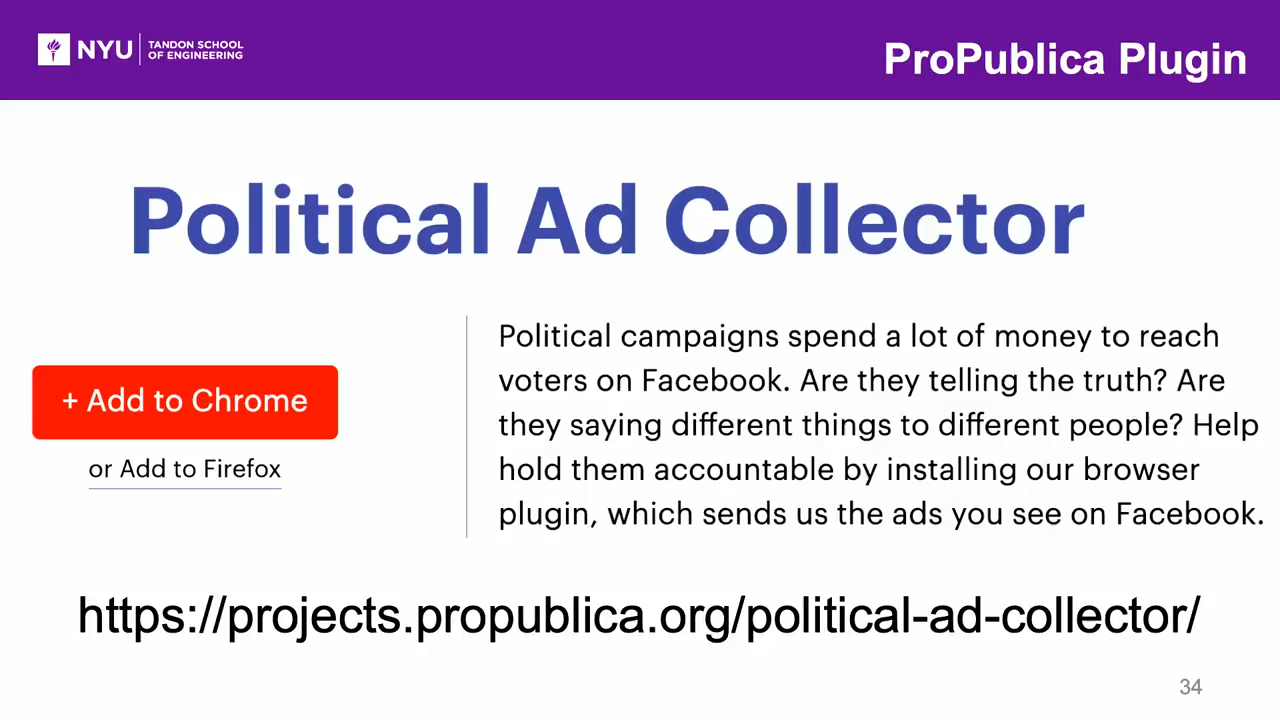 NYU
TANDON SCHOOL
OF ENGINEERING
ProPublica Plugin
Political Ad Collector
+ Add to Chrome
or Add to Firefox
Political campaigns spend a lot of money to reach
voters on Facebook. Are they telling the truth? Are
they saying different things to different people? Help
hold them accountable by installing our browser
plugin, which sends us the ads you see on Facebook.
https://projects.propublica.org/political-ad-collector/
34